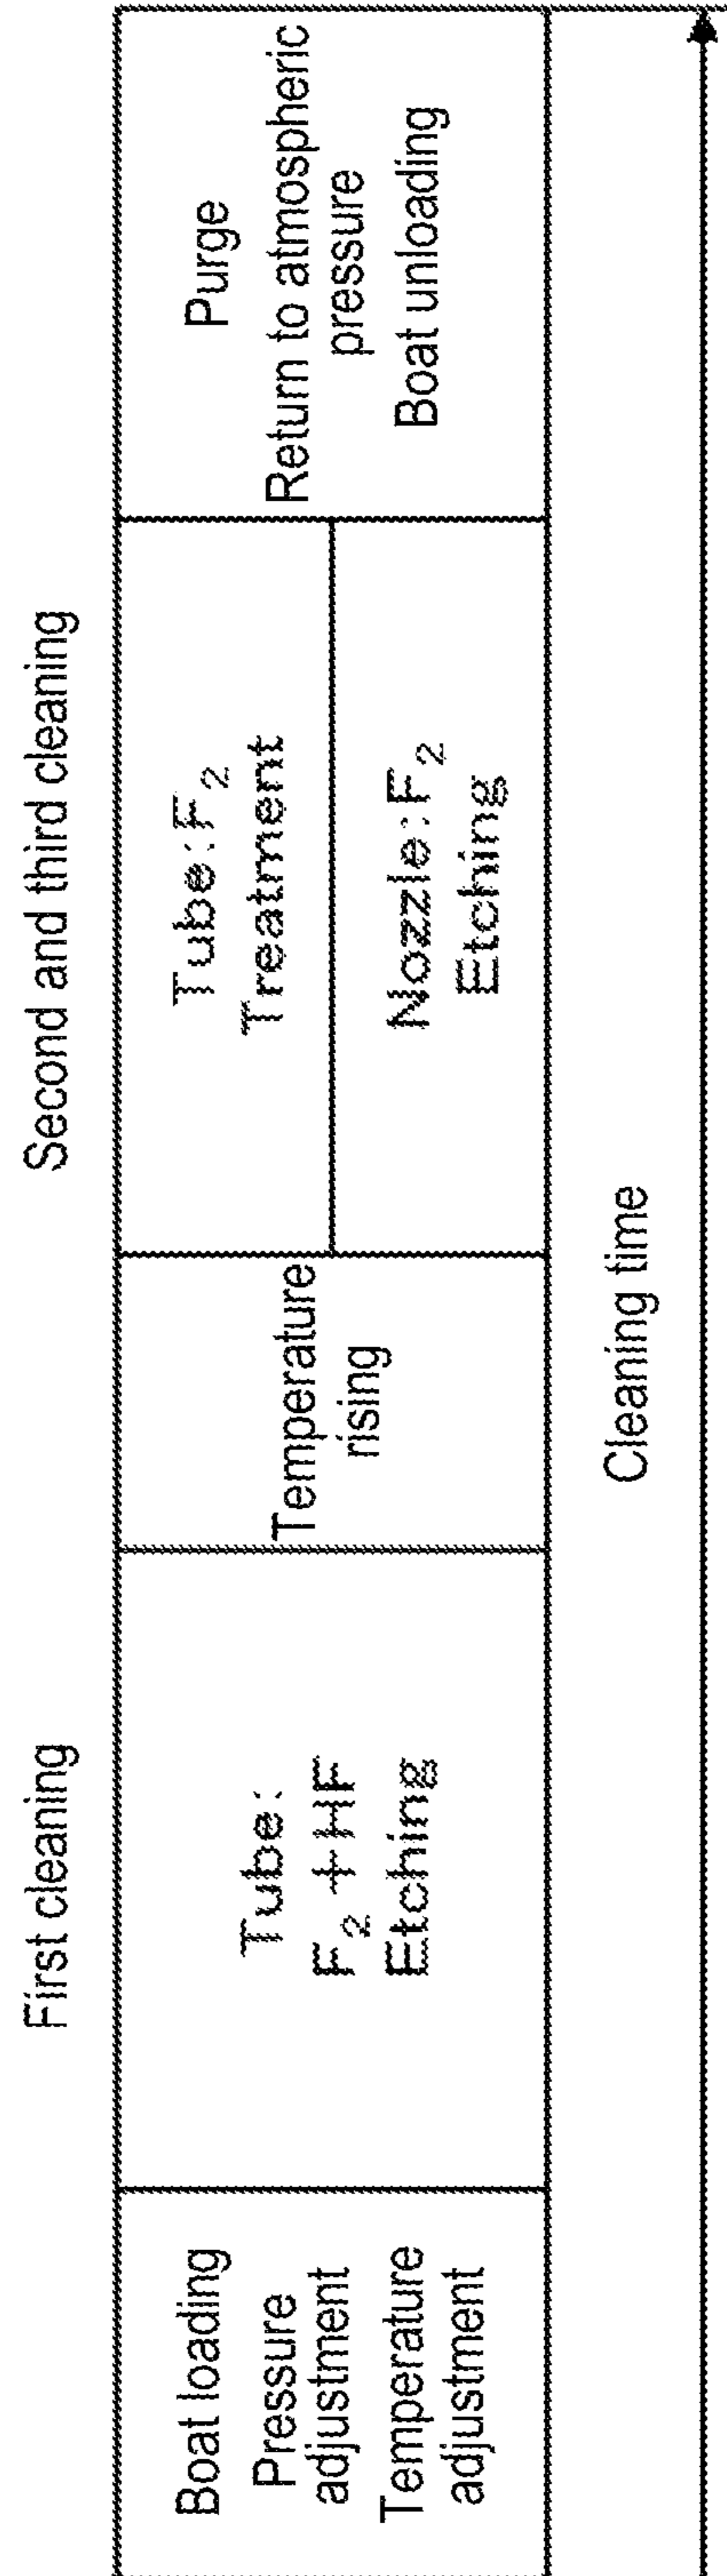 First cleaning
Second and third cleaning
Boat loading
Pressure
adjustment
Temperature
adjustment
Tube:
F₂ +HF
Etching
Temperature
rising
Tube:F₂
Treatment
Nozzle:F₂
Etching
Purge
Return to atmospheric
pressure
Boat unloading
Cleaning time